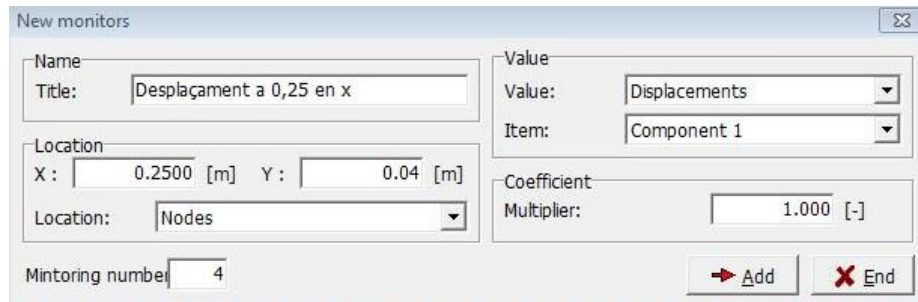 New monitors
Name
Title: Desplaçament a 0,25 en x
Location
X : 0.2500 [m] Y : 0.04 [m]
Location: Nodes
Mintoring number 4
Value
Value: Displacements
Item: Component 1
Coefficient
Multiplier: 1.000 [-]
Add End